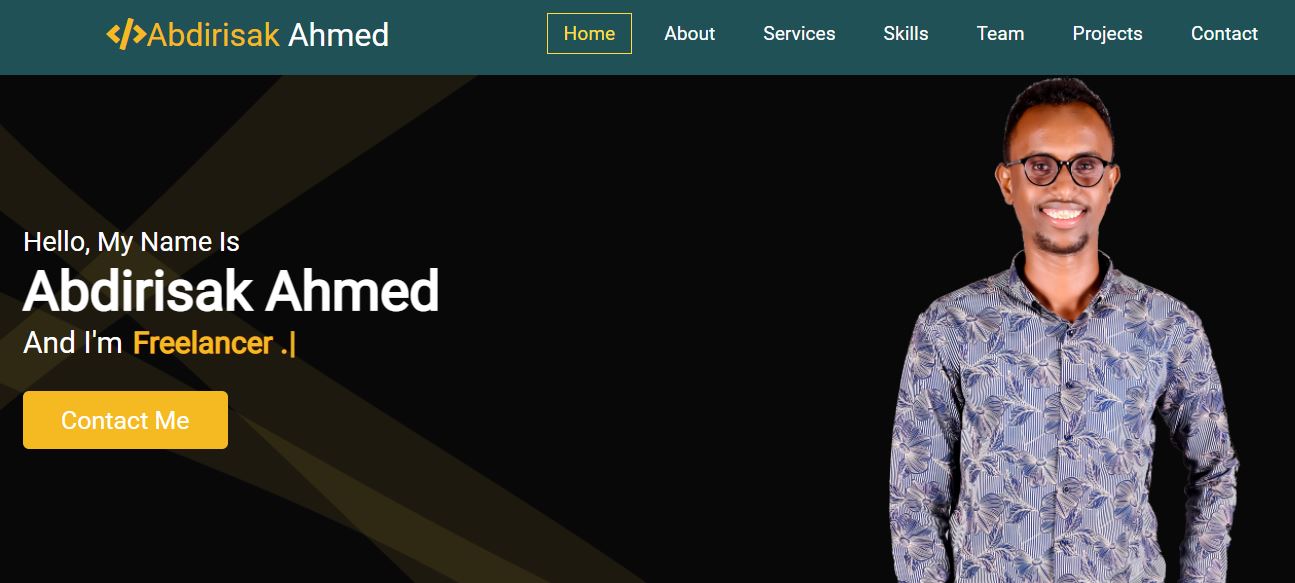 </>Abdirisak Ahmed
Home About Services Skills Team Projects Contact
Hello, My Name Is
Abdirisak Ahmed
And I'm Freelancer .|
Contact Me